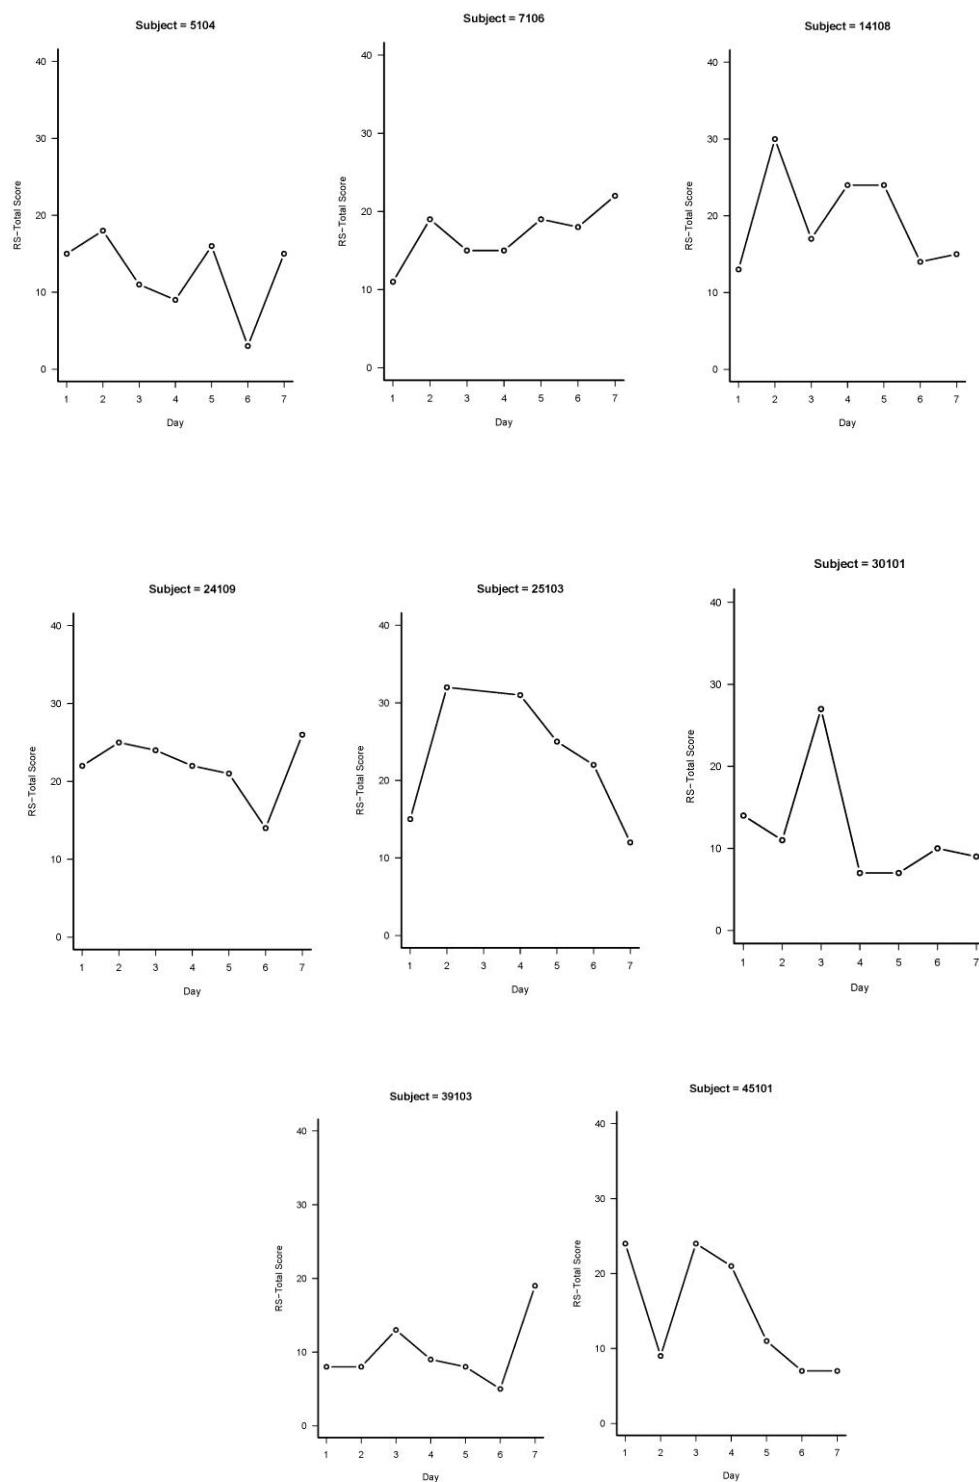 Subject = 5104
40
30
20
10
0
RS−Total Score
1 2 3 4 5 6 7
Day
Subject = 7106
40
30
20
10
0
RS−Total Score
1 2 3 4 5 6 7
Day
Subject = 14108
40
30
20
10
0
RS−Total Score
1 2 3 4 5 6 7
Day
Subject = 24109
40
30
20
10
0
RS−Total Score
1 2 3 4 5 6 7
Day
Subject = 25103
40
30
20
10
0
RS−Total Score
1 2 3 4 5 6 7
Day
Subject = 30101
40
30
20
10
0
RS−Total Score
1 2 3 4 5 6 7
Day
Subject = 39103
40
30
20
10
0
RS−Total Score
1 2 3 4 5 6 7
Day
Subject = 45101
40
30
20
10
0
RS−Total Score
1 2 3 4 5 6 7
Day